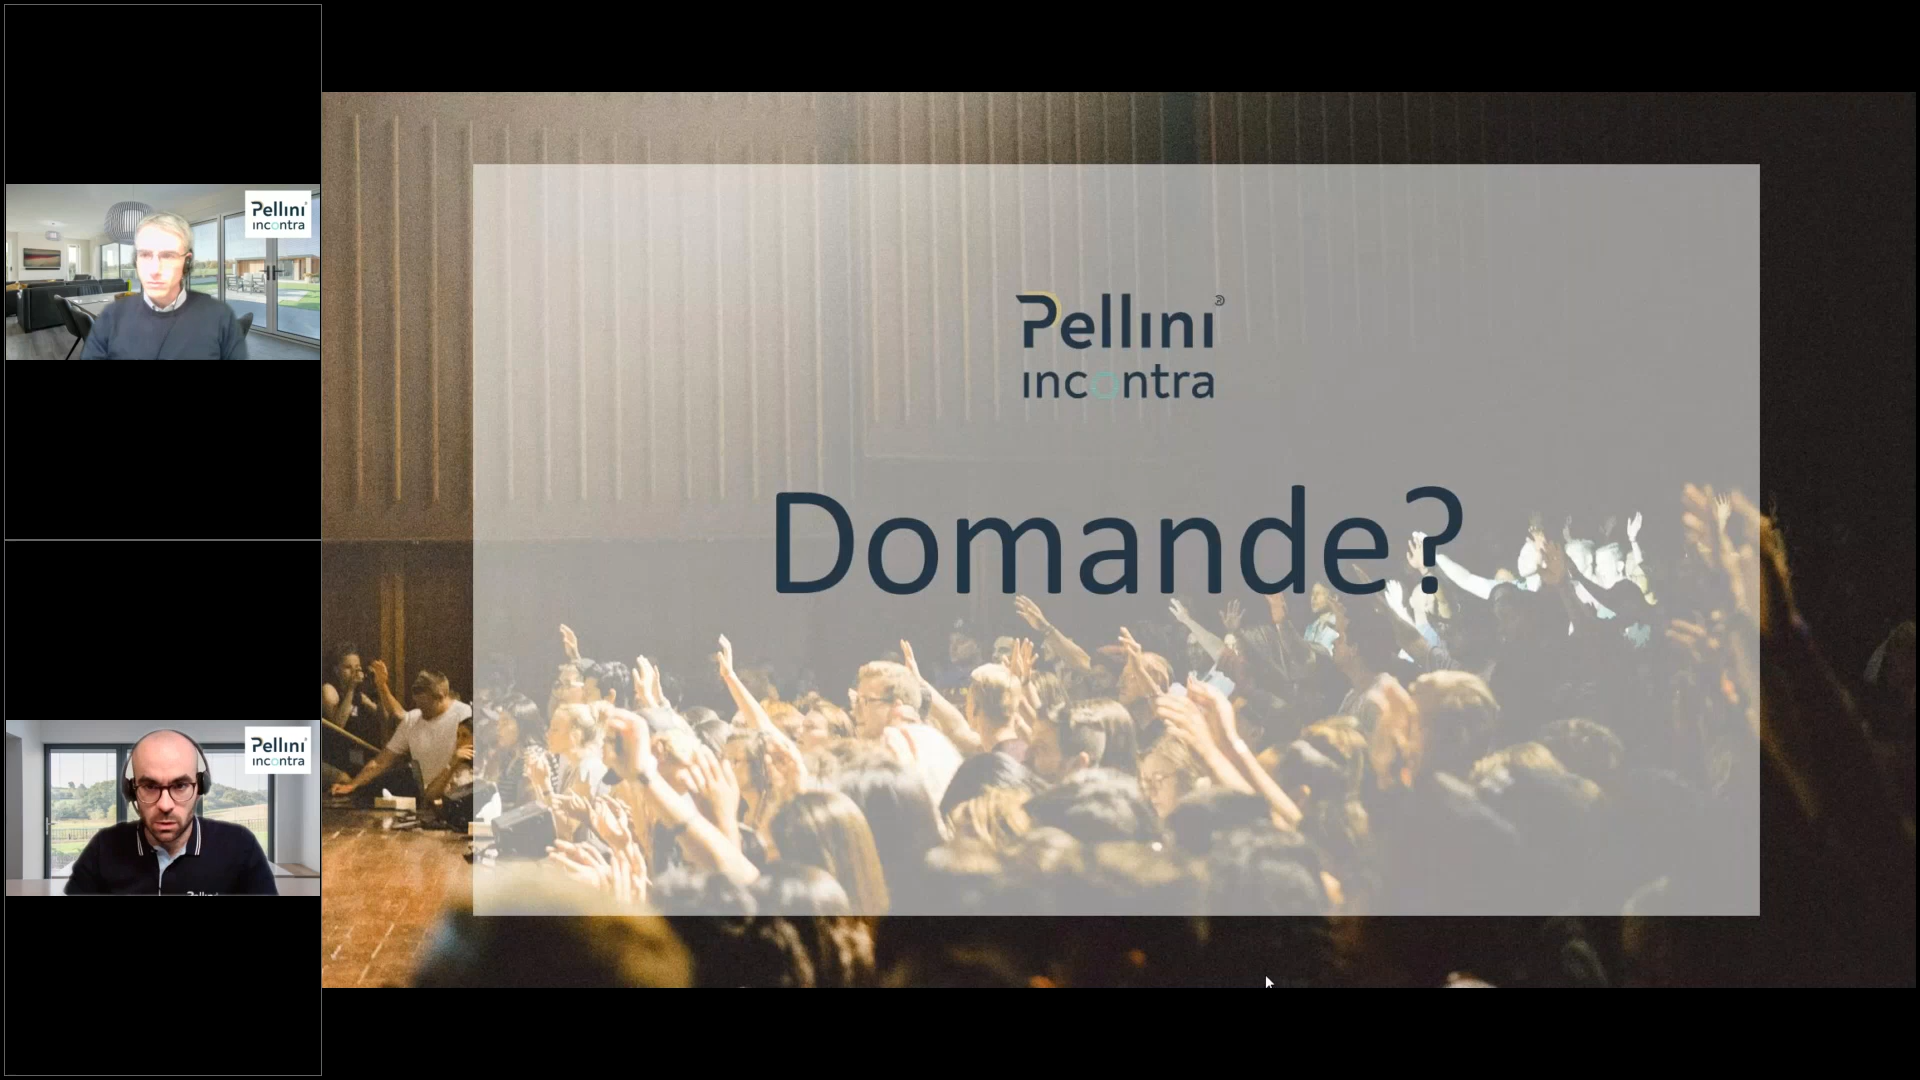 Pellini
incontra
Pellini
incontra
Domande?
Pellini
incontra